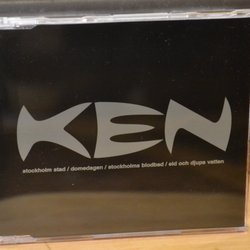 KEN
stockholm stad / domedagen / stockholms blodbad / eld och djupa vatten